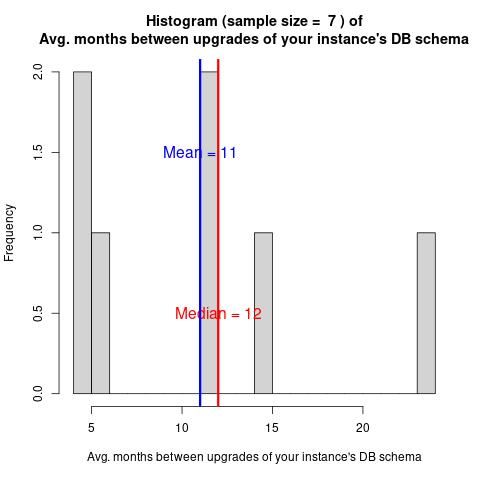 Histogram (sample size =  7 ) of
Avg. months between upgrades of your instance's DB schema
2.0
1.5
1.0
0.5
0.0
Frequency
Mean = 11
Median = 12
5 10 15 20
Avg. months between upgrades of your instance's DB schema